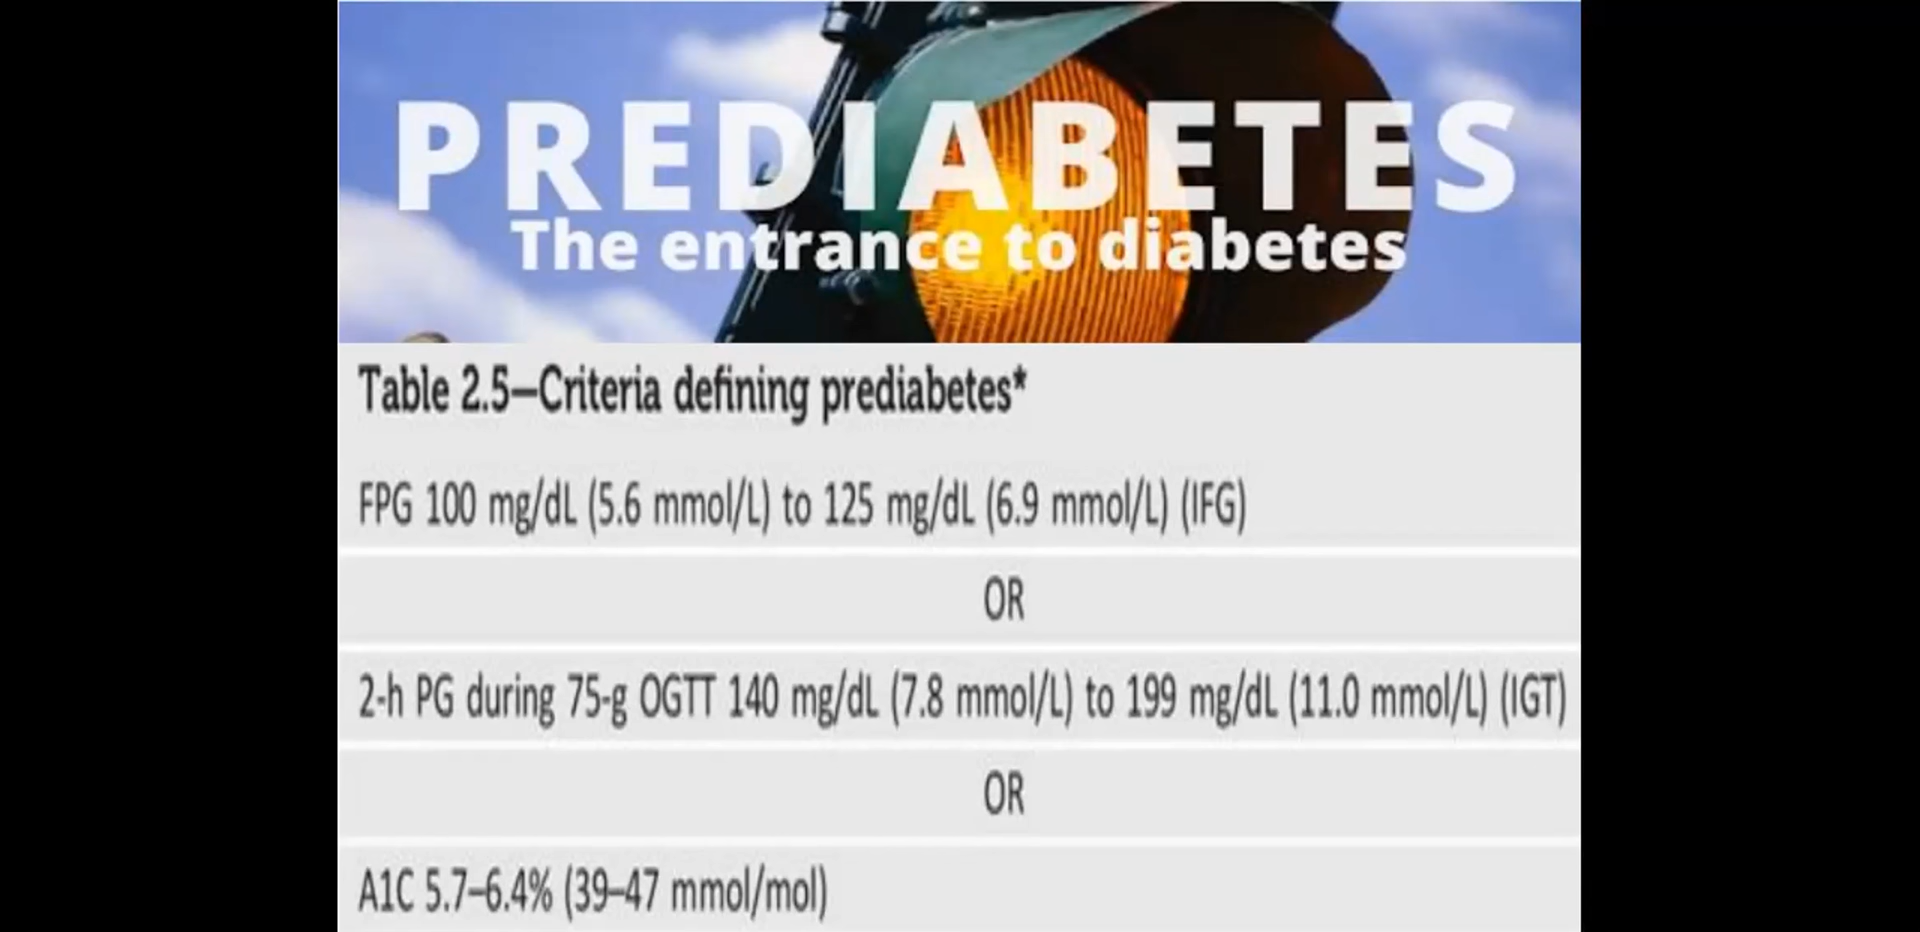 PREDIABETES
The entrance to diabetes
Table 2.5—Criteria defining prediabetes*
FPG 100 mg/dL (5.6 mmol/L) to 125 mg/dL (6.9 mmol/L) (IFG)
OR
2-h PG during 75-g OGTT 140 mg/dL (7.8 mmol/L) to 199 mg/dL (11.0 mmol/L) (IGT)
OR
A1C 5.7–6.4% (39–47 mmol/mol)